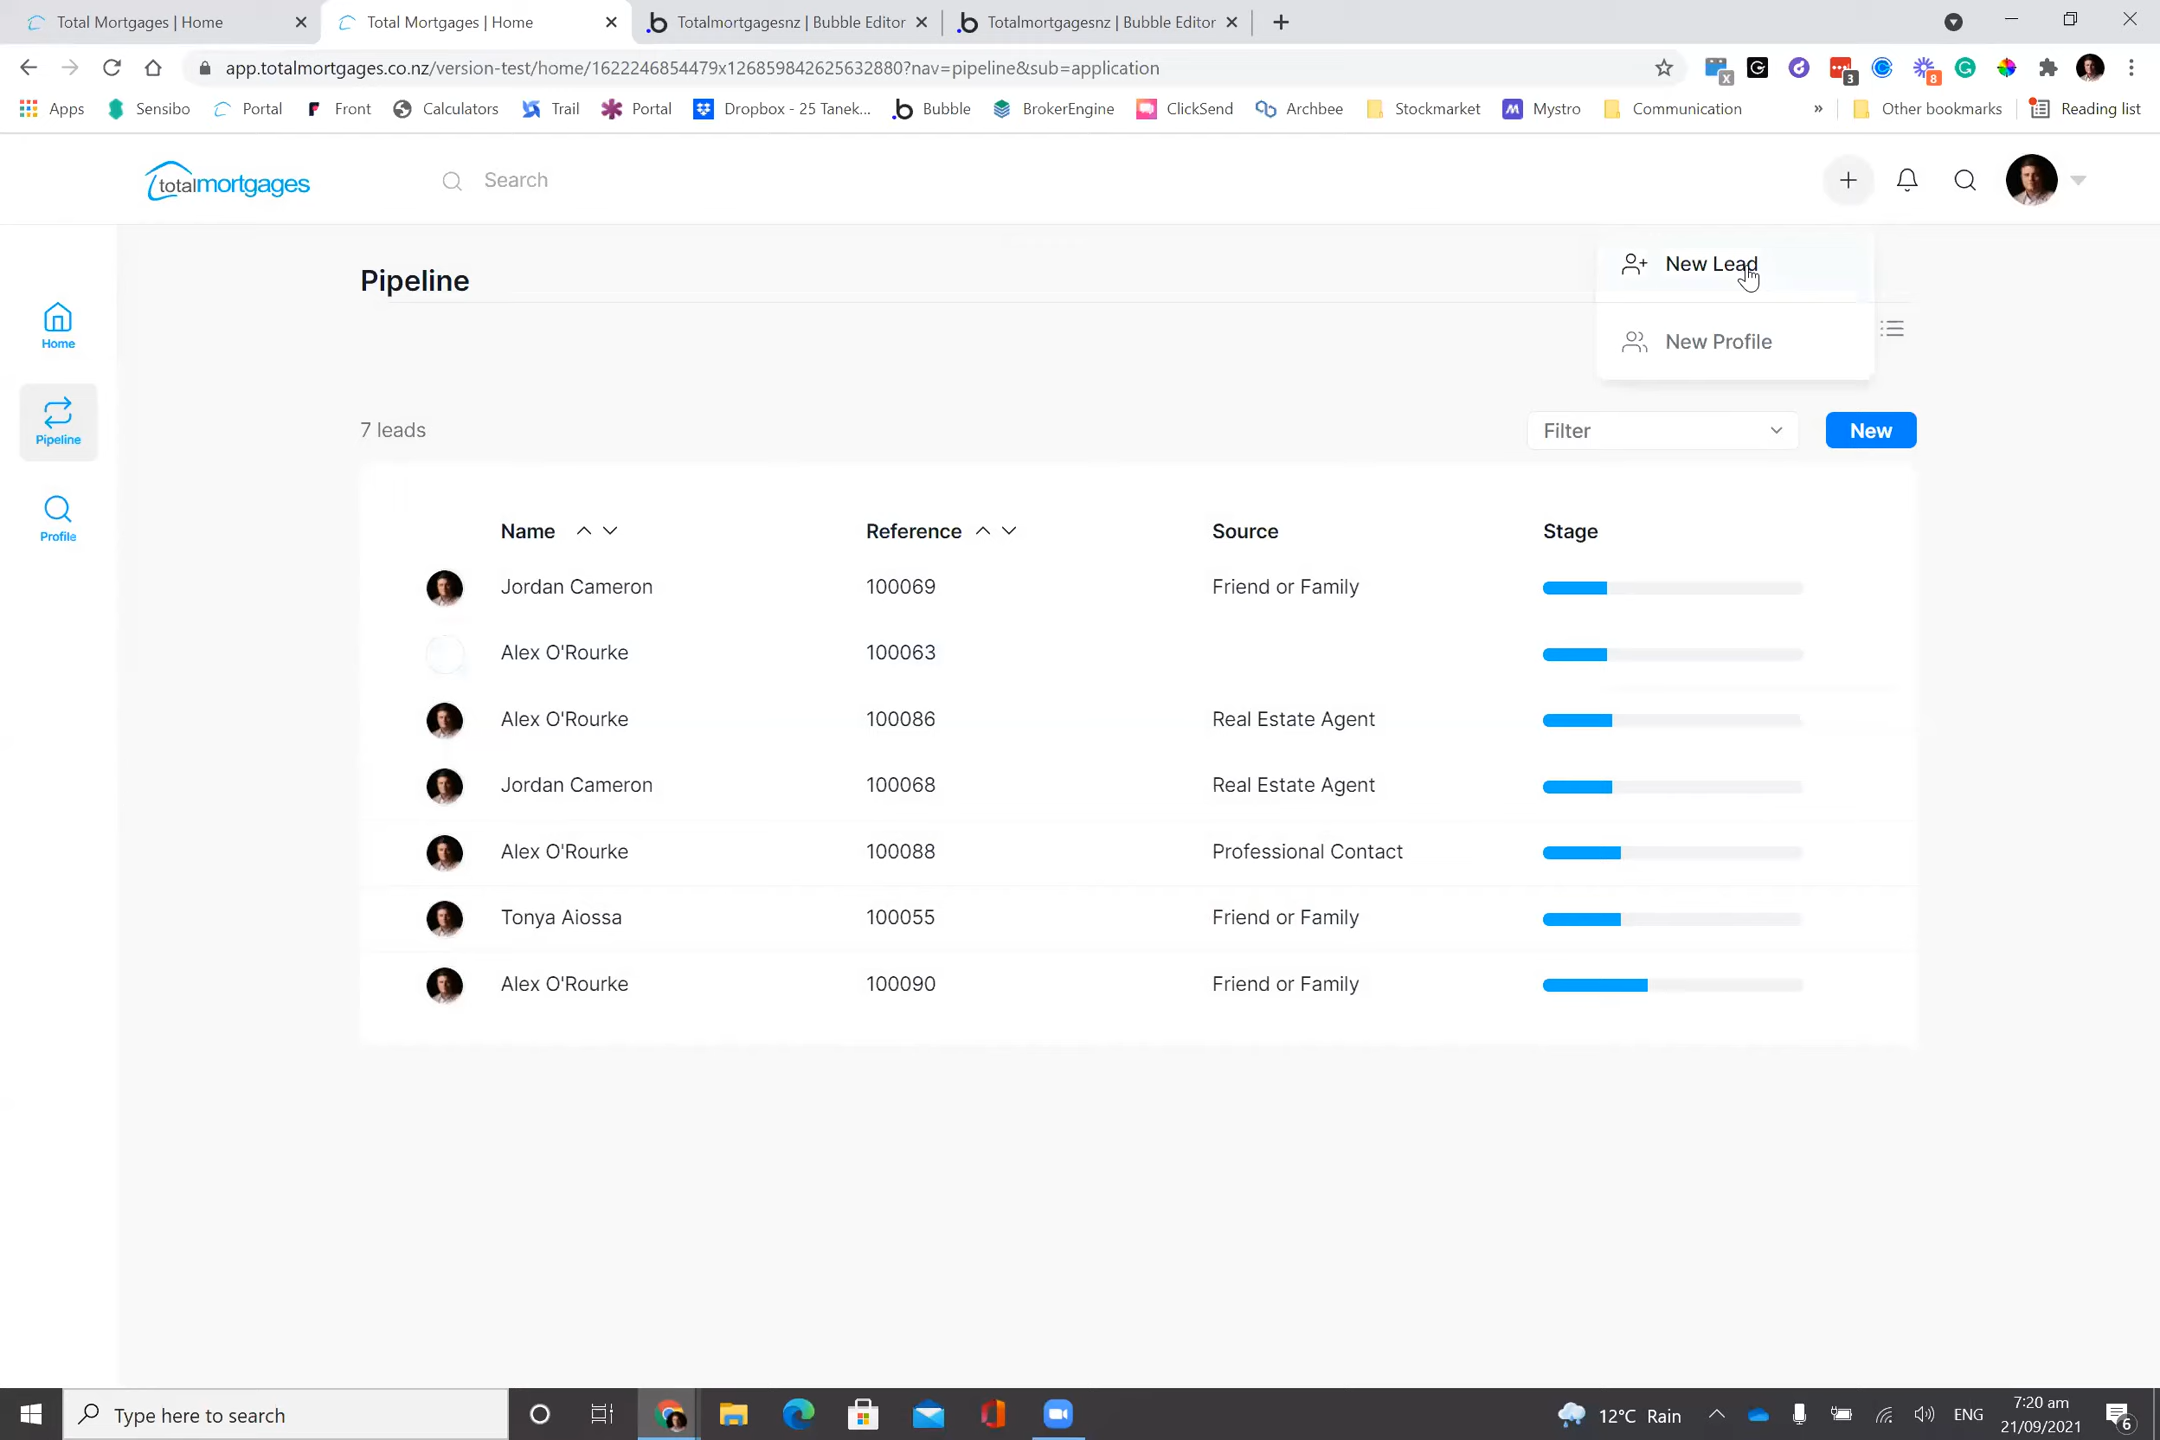 Total Mortgages | Home
Total Mortgages | Home
Totalmortgagesnz | Bubble Editor
Totalmortgagesnz | Bubble Editor
app.totalmortgages.co.nz/version-test/home/1622246854479x126859842625632880?nav=pipeline&sub=application
X
3
8
Apps
Sensibo
Portal
Front
Calculators
Trail
Portal
Dropbox - 25 Tanek...
Bubble
BrokerEngine
ClickSend
Archbee
Stockmarket
Mystro
Communication
»
Other bookmarks
Reading list
totalmortgages
Search
Home
Pipeline
Profile
Pipeline
New Lead
New Profile
7 leads
Filter
New
Name
Reference
Source
Stage
Jordan Cameron 100069 Friend or Family
Alex O'Rourke 100063
Alex O'Rourke 100086 Real Estate Agent
Jordan Cameron 100068 Real Estate Agent
Alex O'Rourke 100088 Professional Contact
Tonya Aiossa 100055 Friend or Family
Alex O'Rourke 100090 Friend or Family
Type here to search
12°C Rain
ENG
7:20 am
21/09/2021
6